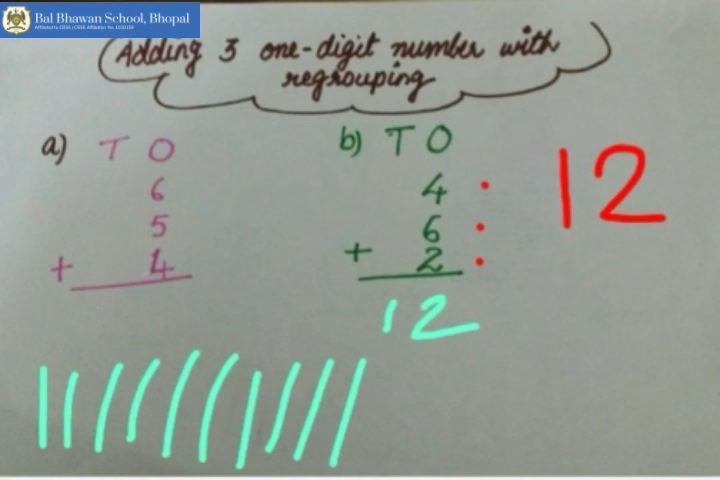 Bal Bhawan School, Bhopal
Adding 3 one-digit number with
regrouping
a) T O
6
5
+ 4
b) T O
4
6
+ 2
12
12